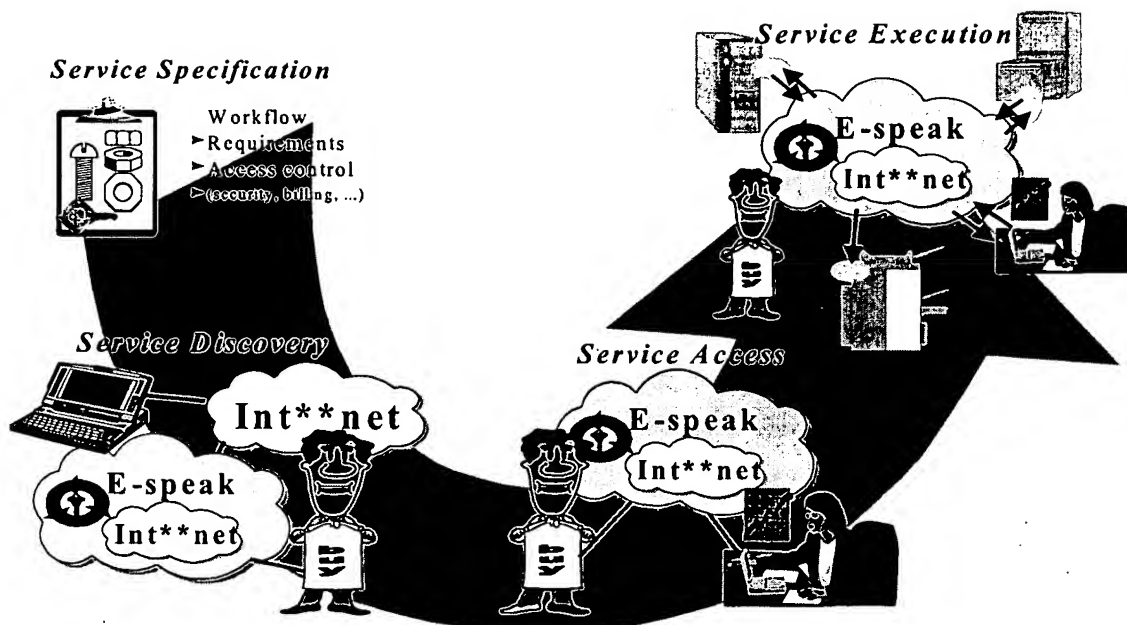 Service Specification
Workflow
➤ Requirements
➤ Access control
➤ (security, billing, ...)
Service Discovery
Int**net
E-speak
Int**net
Service Access
E-speak
Int**net
Service Execution
E-speak
Int**net